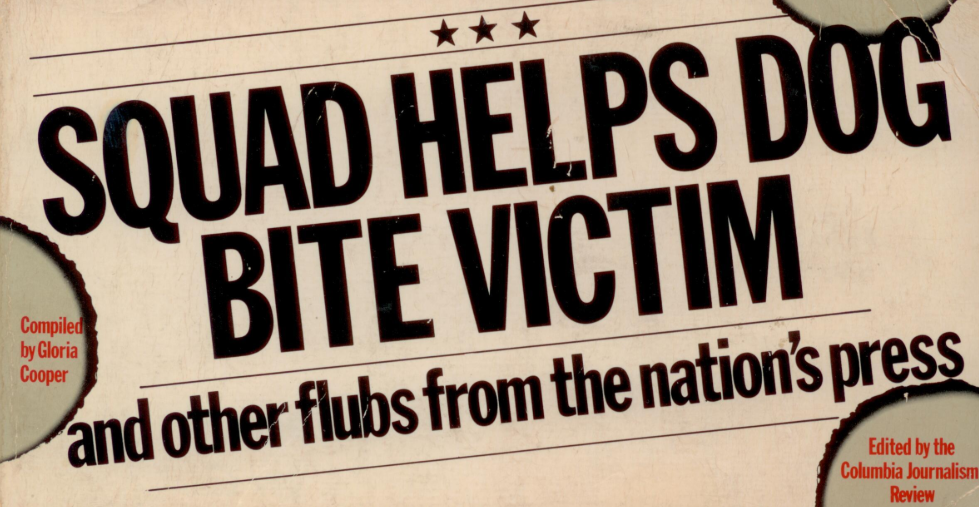 SQUAD HELPS DOG
BITE VICTIM
and other flubs from the nation's press
Compiled
by Gloria
Cooper
Edited by the
Columbia Journalism
Review